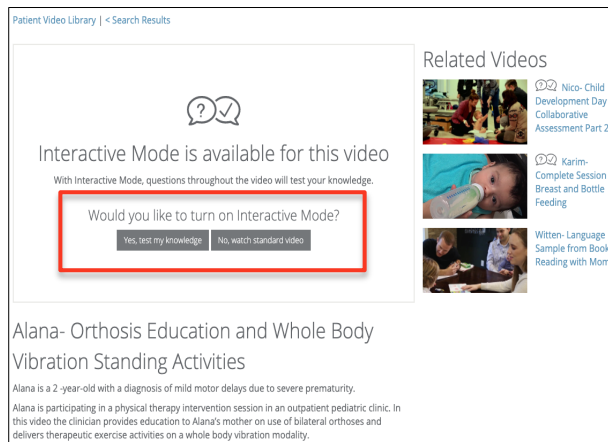 Patient Video Library | < Search Results
Interactive Mode is available for this video
With Interactive Mode, questions throughout the video will test your knowledge.
Would you like to turn on Interactive Mode?
Yes, test my knowledge
No, watch standard video
Alana- Orthosis Education and Whole Body
Vibration Standing Activities
Alana is a 2 -year-old with a diagnosis of mild motor delays due to severe prematurity.
Alana is participating in a physical therapy intervention session in an outpatient pediatric clinic. In
this video the clinician provides education to Alana's mother on use of bilateral orthoses and
delivers therapeutic exercise activities on a whole body vibration modality.
Related Videos
Nico- Child
Development Day
Collaborative
Assessment Part 2
Karim-
Complete Session
Breast and Bottle
Feeding
Witten- Language
Sample from Book
Reading with Mom